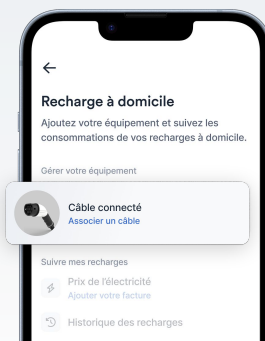 Recharge à domicile
Ajoutez votre équipement et suivez les
consommations de vos recharges à domicile.
Gérer votre équipement
Câble connecté
Associer un câble
Suivre mes recharges
Prix de l'électricité
Ajouter votre facture
Historique des recharges